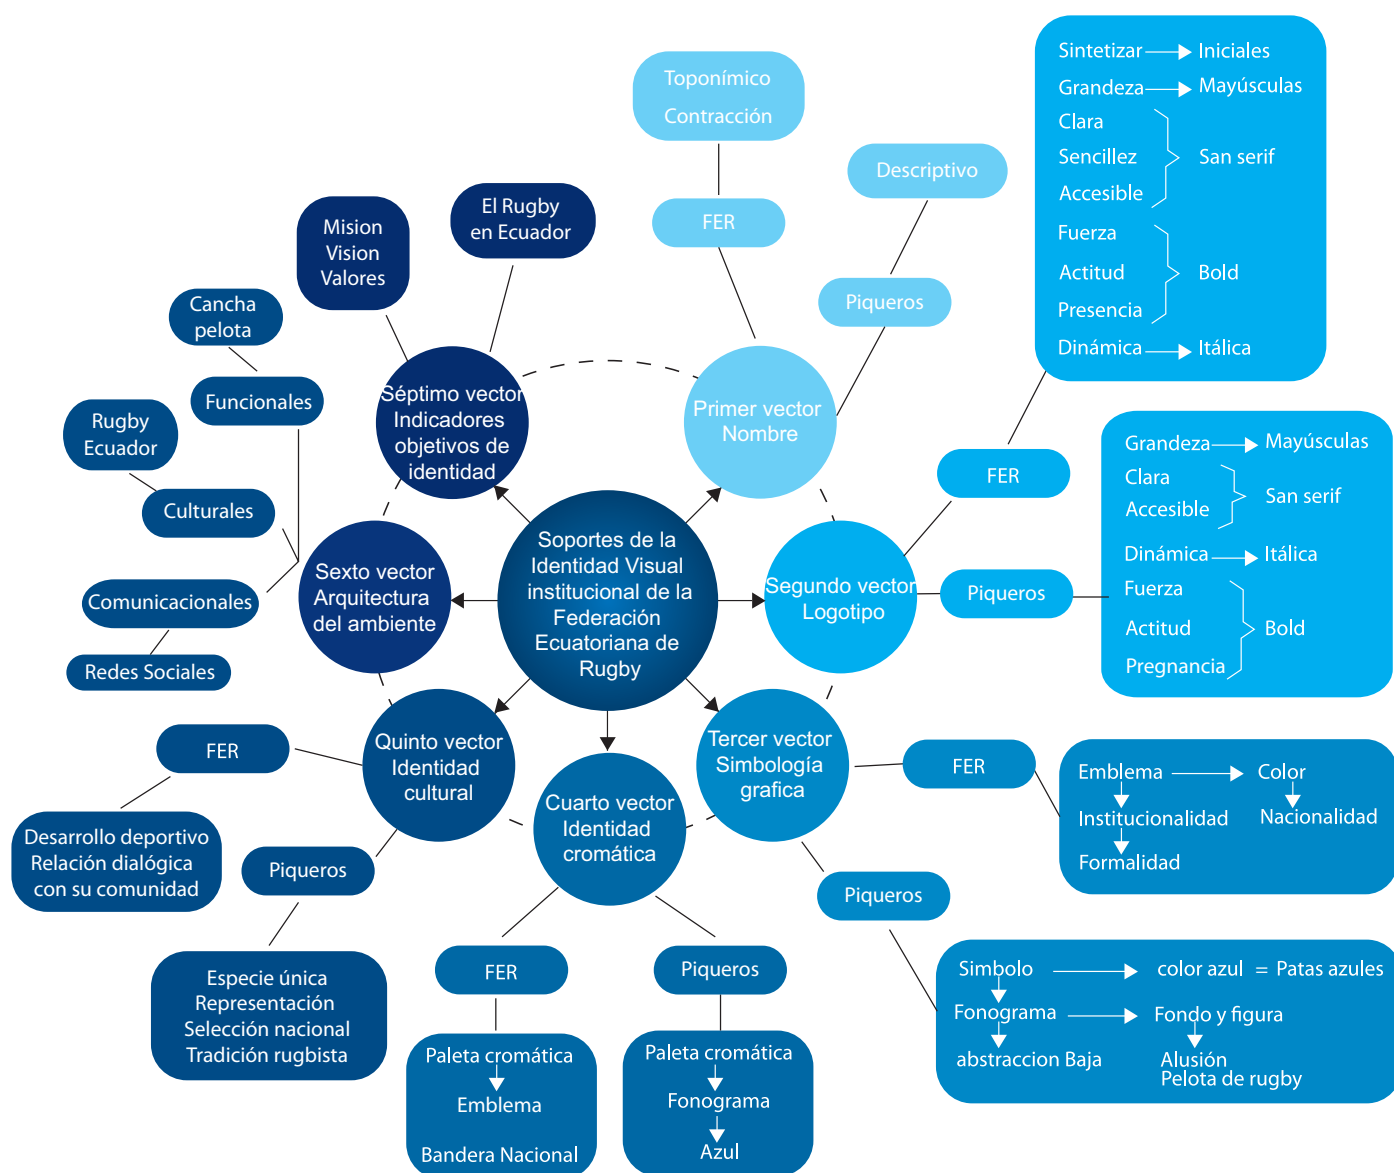 Soportes de la
Identidad Visual
institucional de la
Federación
Ecuatoriana de
Rugby
Primer vector
Nombre
FER
Toponímico
Contracción
Piqueros
Descriptivo
Segundo vector
Logotipo
FER
Sintetizar Iniciales
Grandeza Mayúsculas
Clara
Sencillez San serif
Accesible
Fuerza
Actitud Bold
Presencia
Dinámica Itálica
Piqueros
Grandeza Mayúsculas
Clara
San serif
Accesible
Dinámica Itálica
Fuerza
Actitud Bold
Pregnancia
Tercer vector
Simbología
grafica
FER
Emblema Color
Institucionalidad Nacionalidad
Formalidad
Piqueros
Simbolo color azul = Patas azules
Fonograma Fondo y figura
abstraccion Baja Alusión
Pelota de rugby
Cuarto vector
Identidad
cromática
FER
Paleta cromática
Emblema
Bandera Nacional
Piqueros
Paleta cromática
Fonograma
Azul
Quinto vector
Identidad
cultural
FER
Desarrollo deportivo
Relación dialógica
con su comunidad
Piqueros
Especie única
Representación
Selección nacional
Tradición rugbista
Sexto vector
Arquitectura
del ambiente
Funcionales
Cancha
pelota
Culturales
Rugby
Ecuador
Comunicacionales
Redes Sociales
Séptimo vector
Indicadores
objetivos de
identidad
Mision
Vision
Valores
El Rugby
en Ecuador